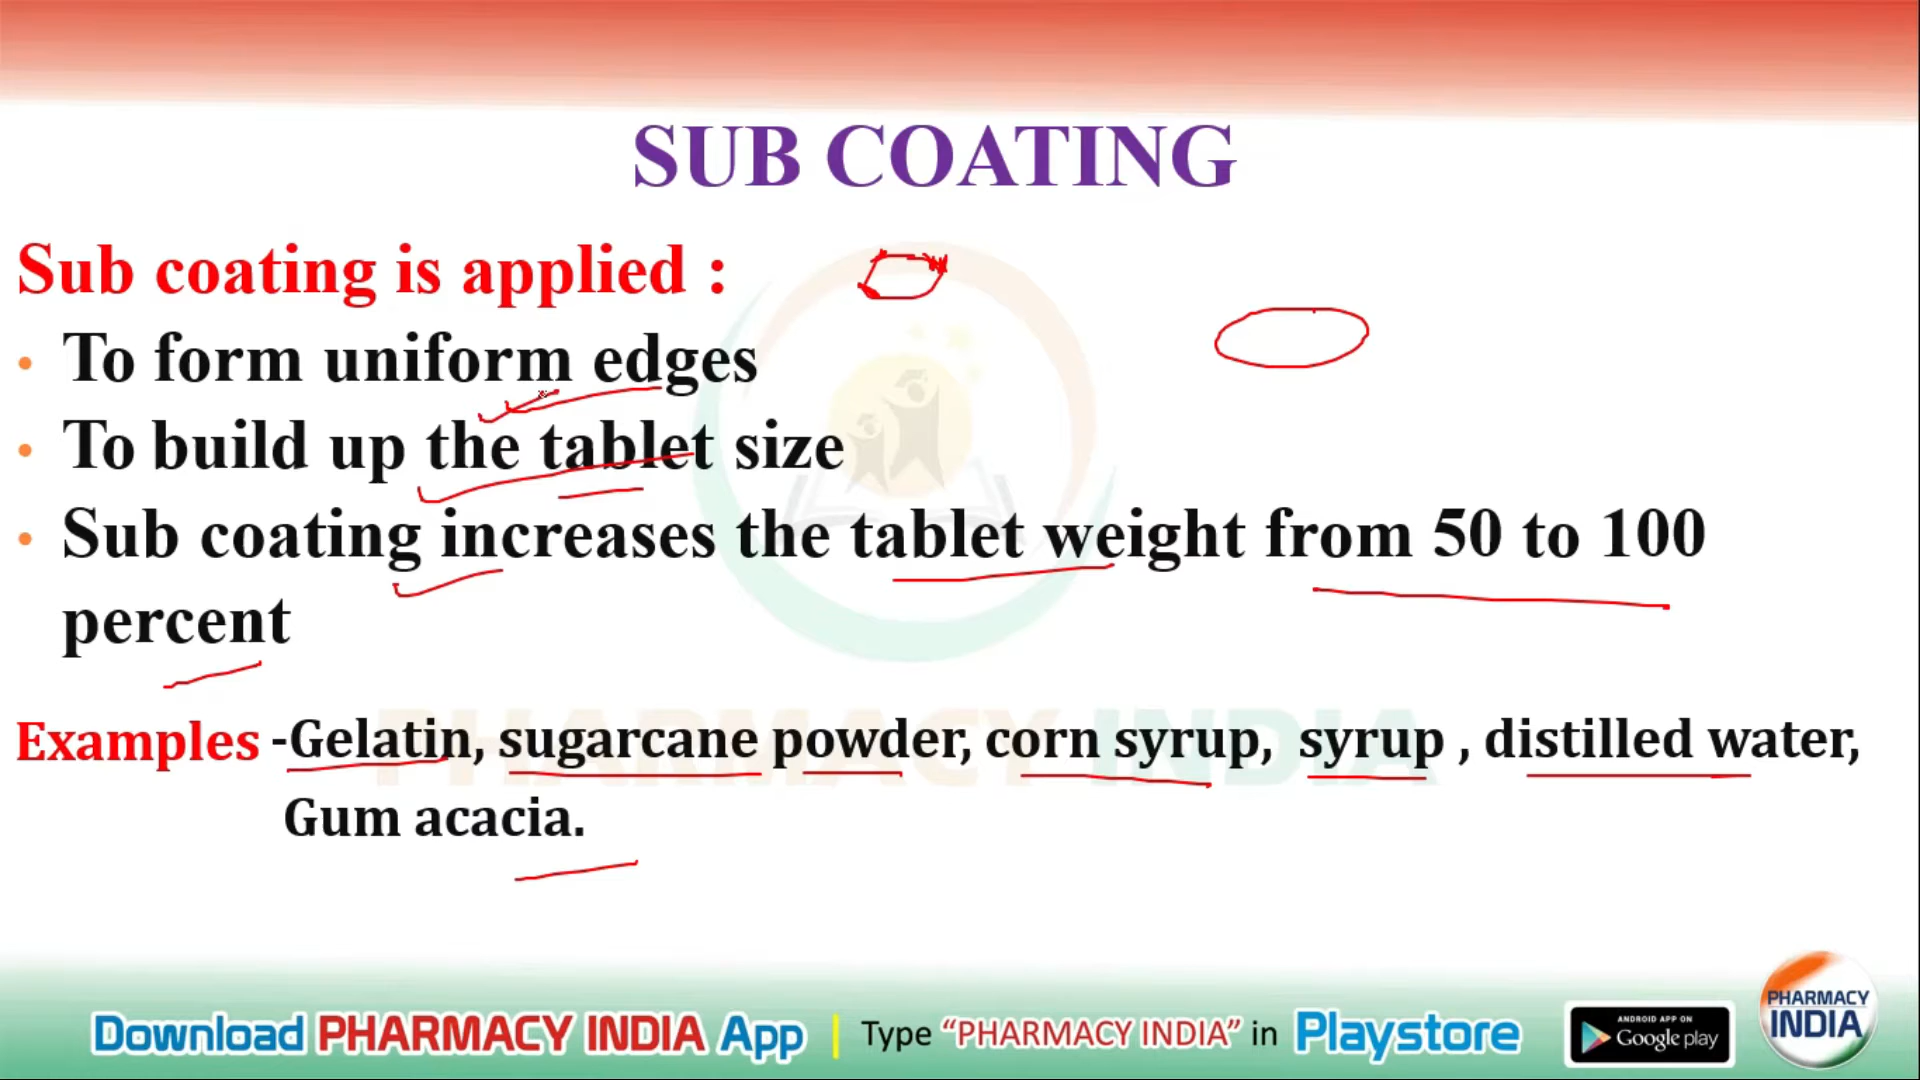 SUB COATING
Sub coating is applied :
• To form uniform edges
• To build up the tablet size
• Sub coating increases the tablet weight from 50 to 100
percent
Examples -Gelatin, sugarcane powder, corn syrup, syrup , distilled water,
Gum acacia.
PHARMACY INDIA
Download PHARMACY INDIA App | Type “PHARMACY INDIA” in Playstore
ANDROID APP ON
Google play
PHARMACY
INDIA